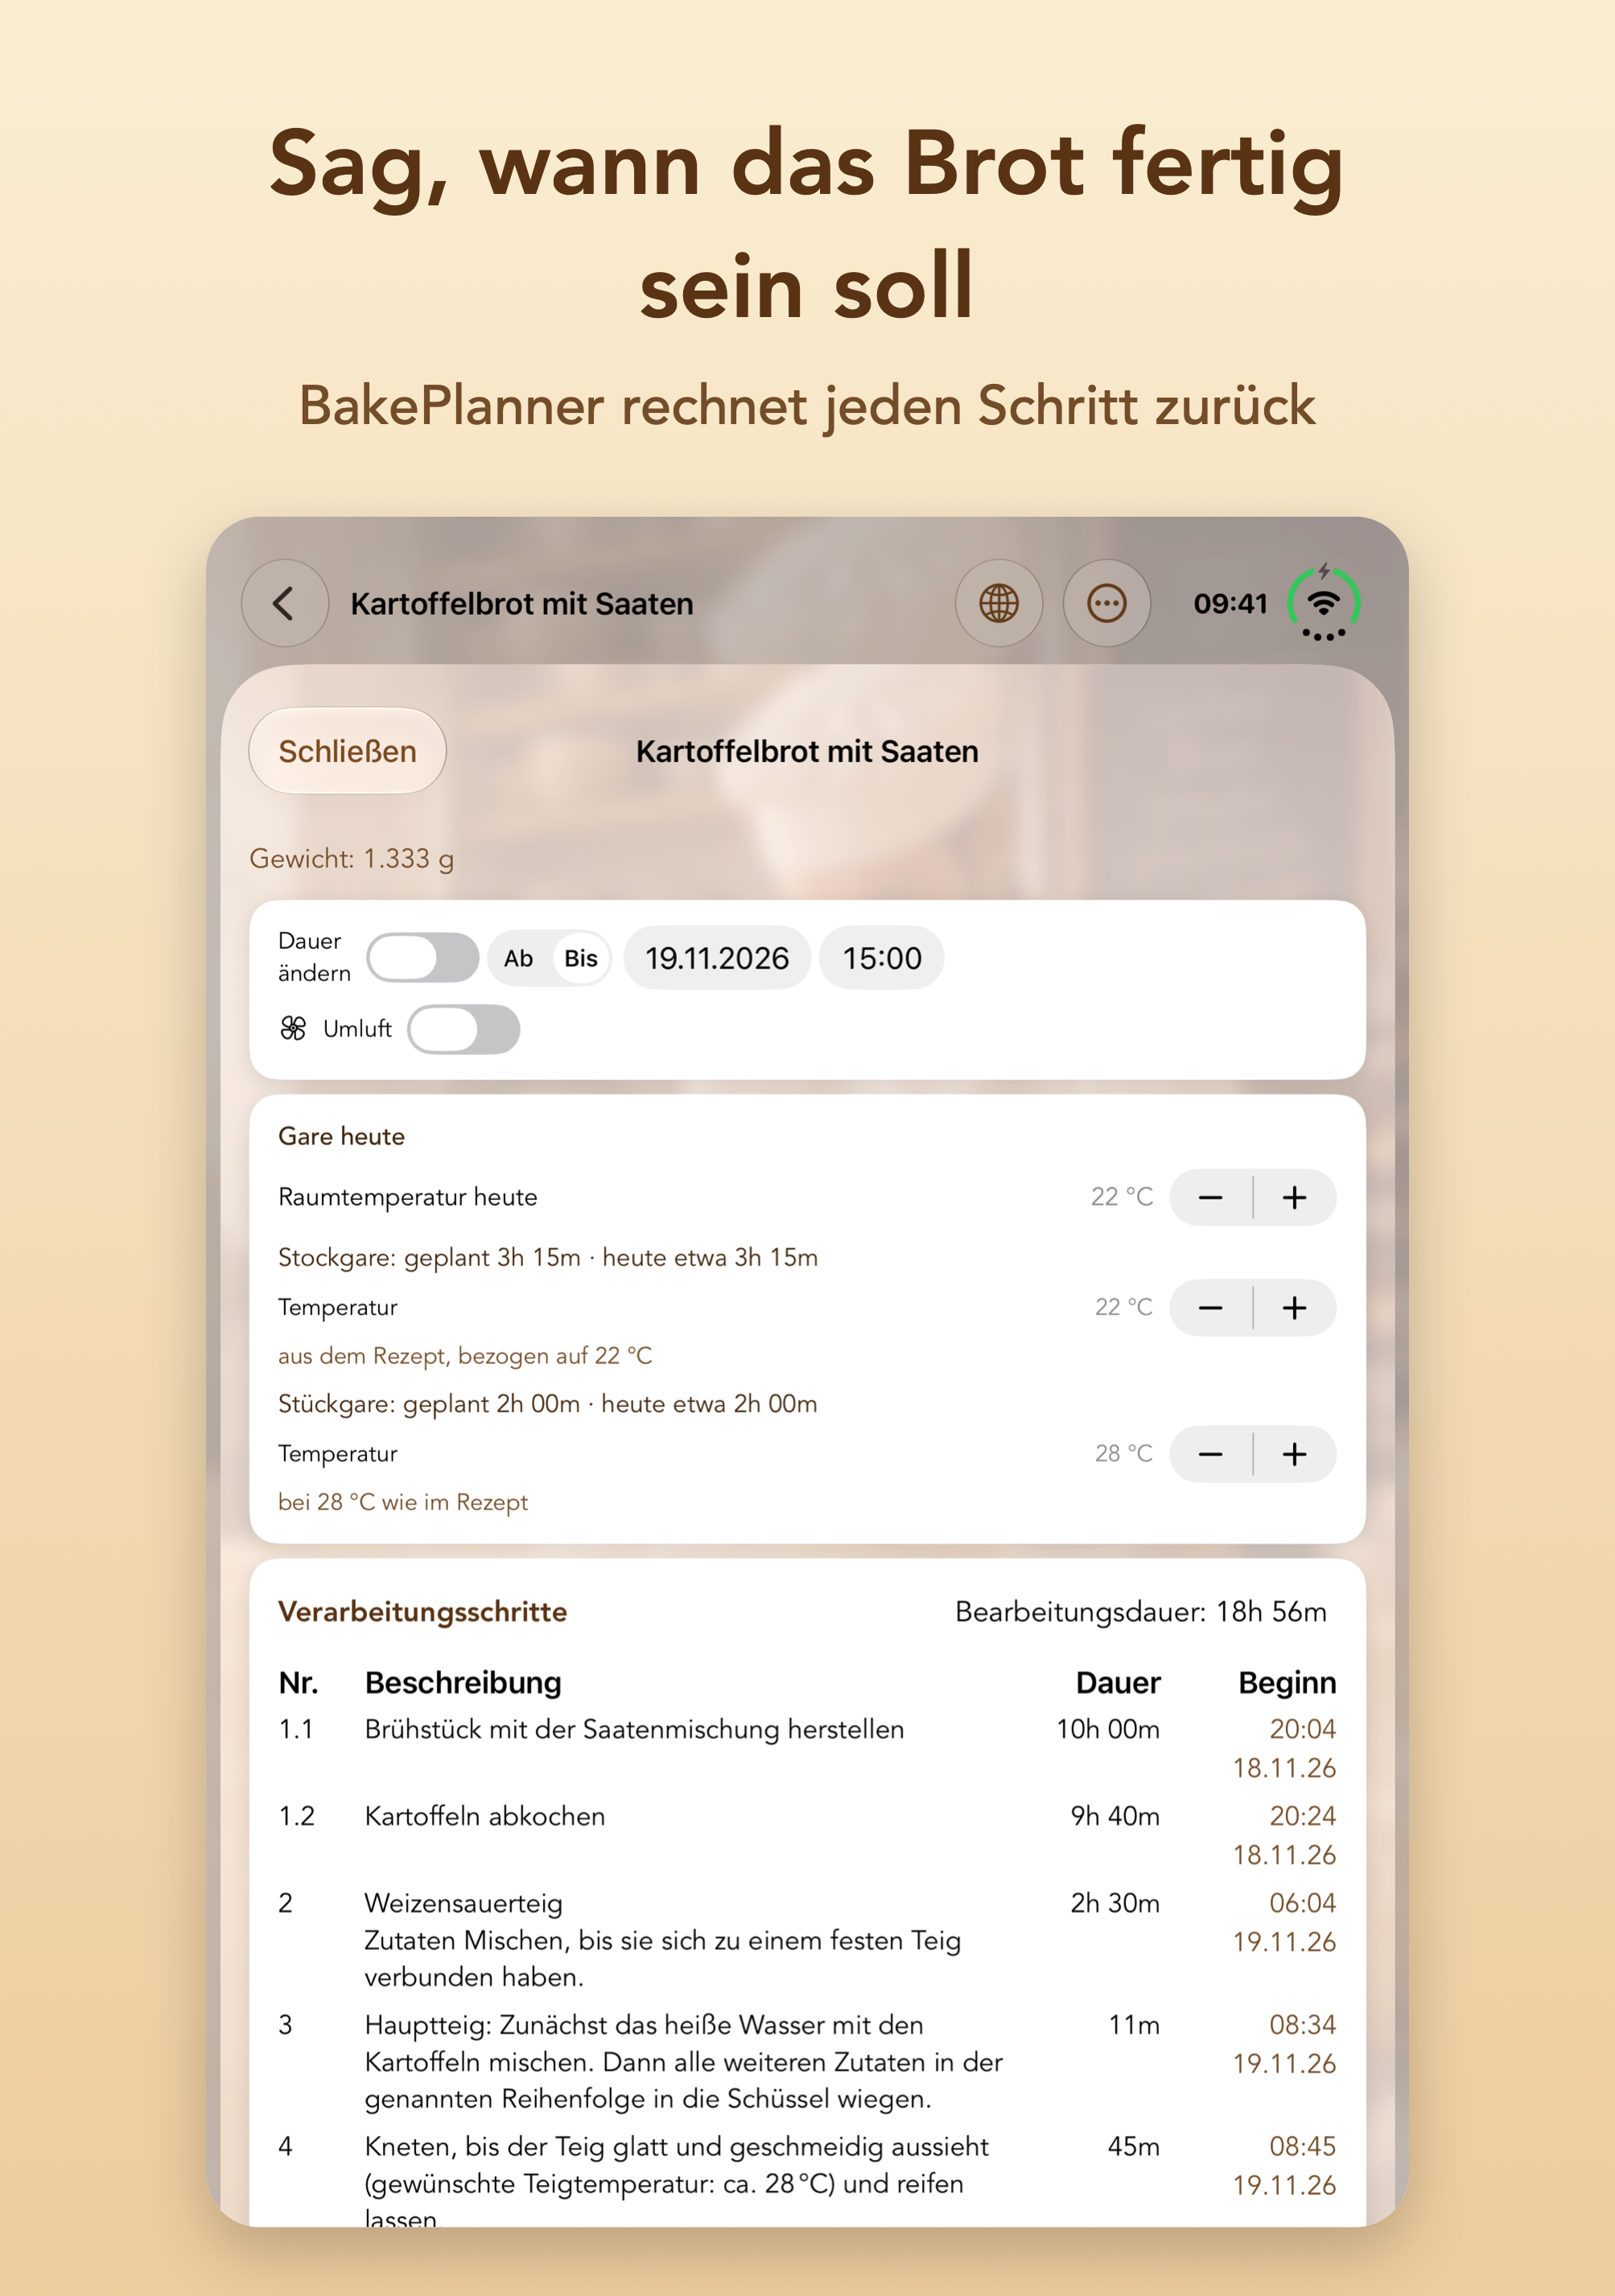 Sag, wann das Brot fertig
sein soll
BakePlanner rechnet jeden Schritt zurück
Kartoffelbrot mit Saaten
09:41
Schließen
Kartoffelbrot mit Saaten
Gewicht: 1.333 g
Dauer
ändern
Ab
Bis
19.11.2026
15:00
Umluft
Gare heute
Raumtemperatur heute 22 °C − +
Stockgare: geplant 3h 15m · heute etwa 3h 15m
Temperatur 22 °C − +
aus dem Rezept, bezogen auf 22 °C
Stückgare: geplant 2h 00m · heute etwa 2h 00m
Temperatur 28 °C − +
bei 28 °C wie im Rezept
Verarbeitungsschritte Bearbeitungsdauer: 18h 56m
Nr. Beschreibung Dauer Beginn
1.1 Brühstück mit der Saatenmischung herstellen 10h 00m 20:04
18.11.26
1.2 Kartoffeln abkochen 9h 40m 20:24
18.11.26
2 Weizensauerteig 2h 30m 06:04
Zutaten Mischen, bis sie sich zu einem festen Teig 19.11.26
verbunden haben.
3 Hauptteig: Zunächst das heiße Wasser mit den 11m 08:34
Kartoffeln mischen. Dann alle weiteren Zutaten in der 19.11.26
genannten Reihenfolge in die Schüssel wiegen.
4 Kneten, bis der Teig glatt und geschmeidig aussieht 45m 08:45
(gewünschte Teigtemperatur: ca. 28 °C) und reifen 19.11.26
lassen.